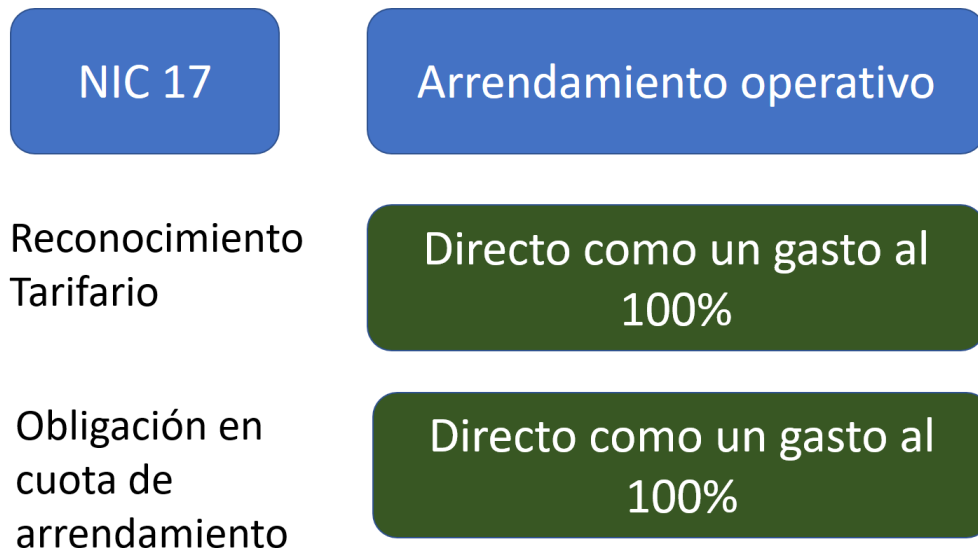 NIC 17
Arrendamiento operativo
Reconocimiento
Tarifario
Directo como un gasto al
100%
Obligación en
cuota de
arrendamiento
Directo como un gasto al
100%